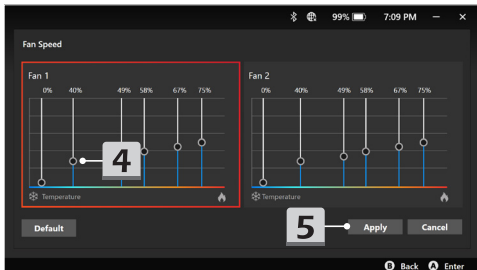 99% 7:09 PM
Fan Speed
Fan 1
0% 40% 49% 58% 67% 75%
4
Temperature
Fan 2
0% 40% 49% 58% 67% 75%
Temperature
Default
5
Apply
Cancel
B Back A Enter